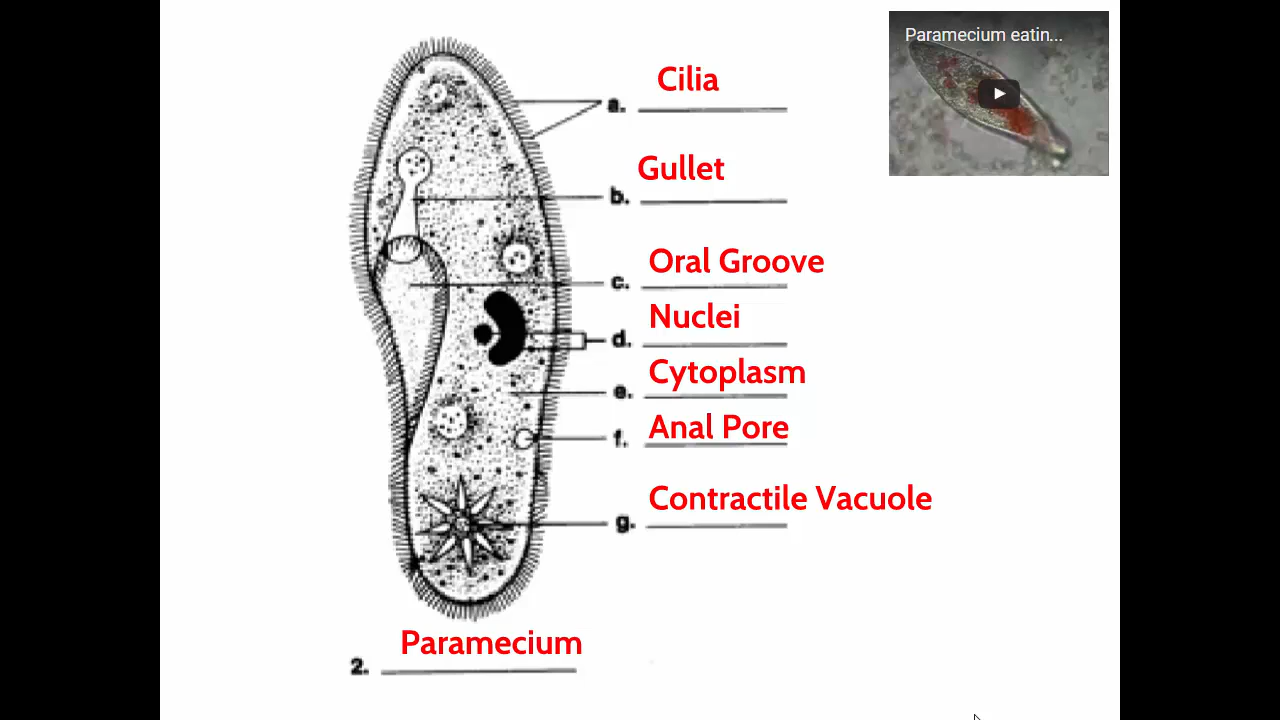 Paramecium eatin...
Cilia
a.
Gullet
b.
Oral Groove
c.
Nuclei
d.
Cytoplasm
e.
Anal Pore
f.
Contractile Vacuole
g.
Paramecium
2.